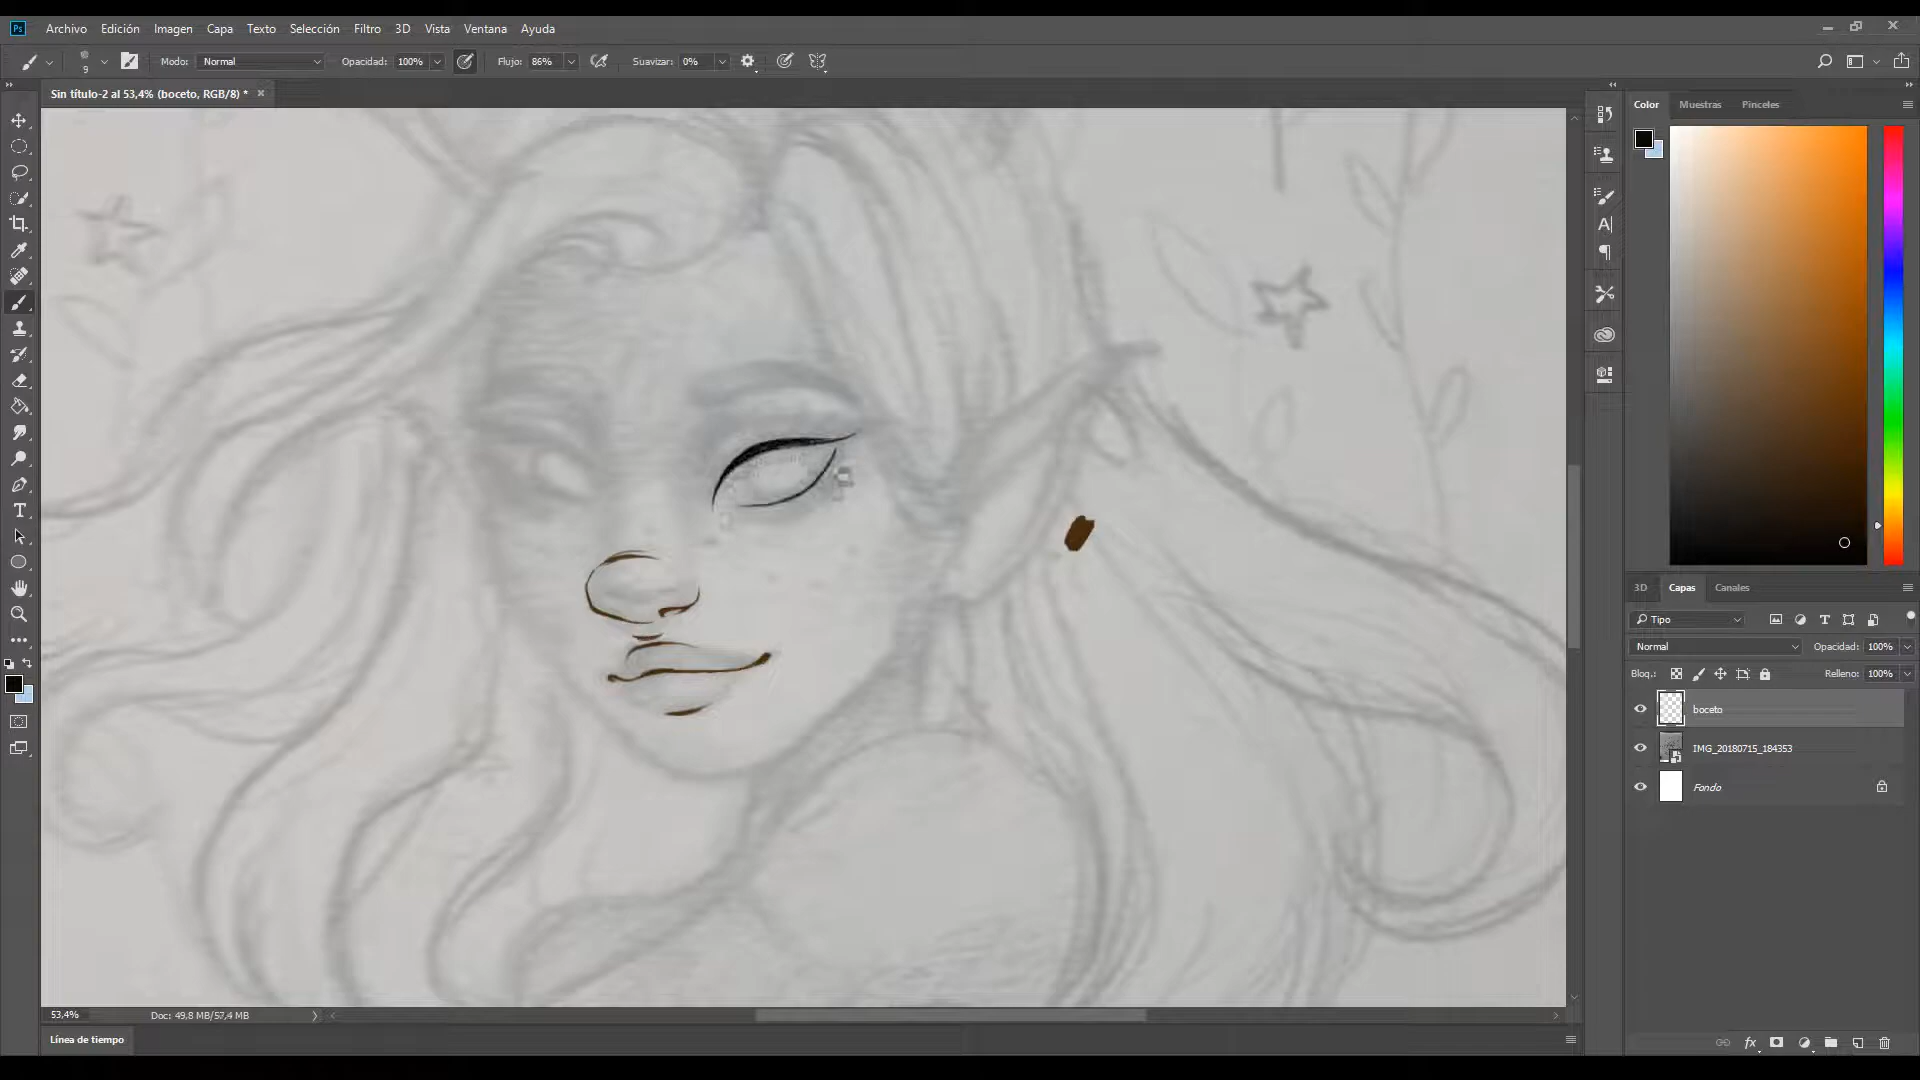 Ps Archivo Edición Imagen Capa Texto Selección Filtro 3D Vista Ventana Ayuda
9 Modo: Normal Opacidad: 100% Flujo: 86% Suavizar: 0%
Sin título-2 al 53,4% (boceto, RGB/8) *
Color Muestras Pinceles
3D Capas Canales
Tipo
Normal Opacidad: 100%
Bloq.: Relleno: 100%
boceto
IMG_20180715_184353
Fondo
53,4% Doc: 49,8 MB/57,4 MB
Línea de tiempo